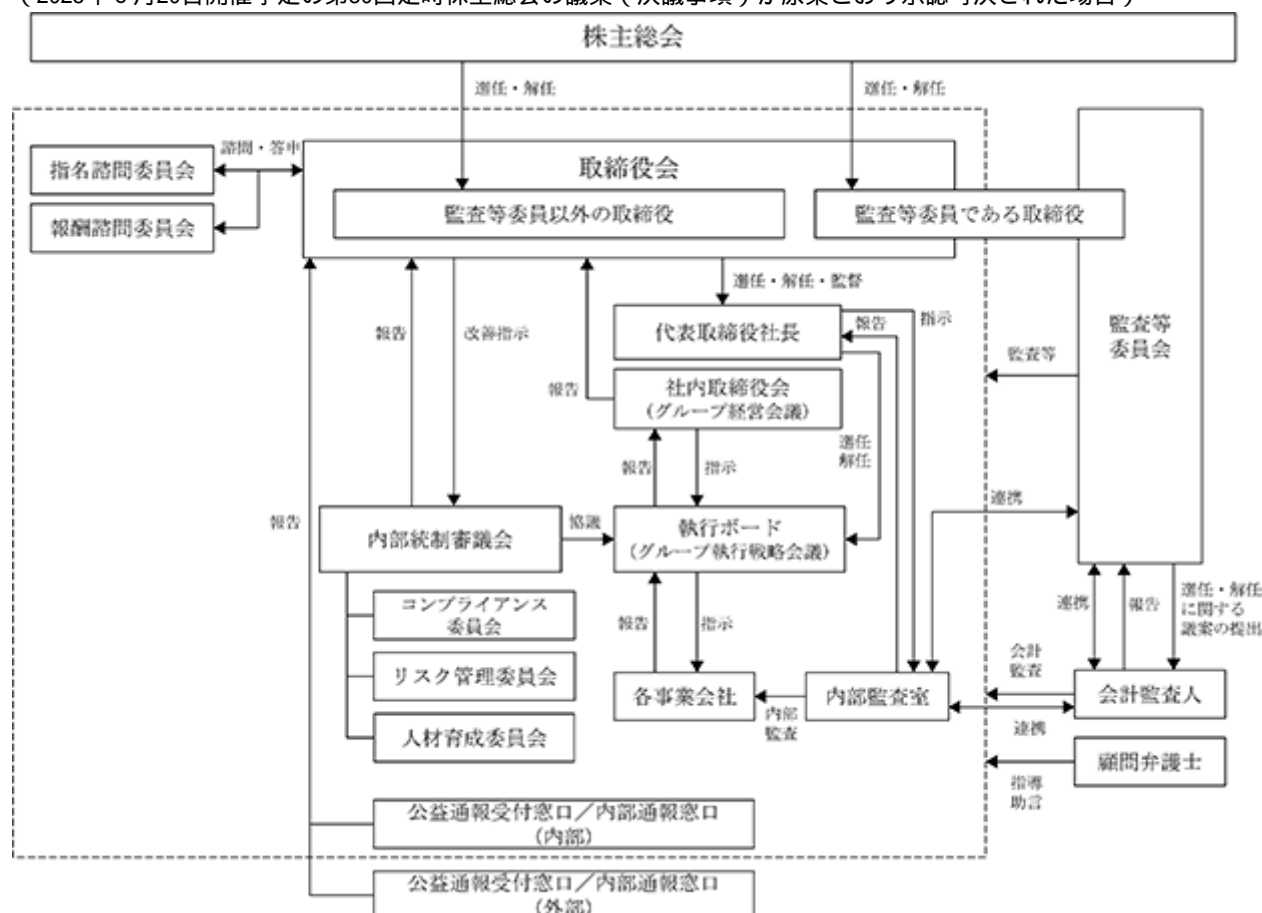 株主総会
選任・解任
選任・解任
諮問・答申
指名諮問委員会
報酬諮問委員会
取締役会
監査等委員以外の取締役
監査等委員である取締役
監査等
委員会
選任・解任・監督
代表取締役社長
報告
指示
報告
改善指示
監査等
報告
社内取締役会
(グループ経営会議)
選任
解任
報告
指示
連携
報告
内部統制審議会
協議
執行ボード
(グループ執行戦略会議)
コンプライアンス
委員会
リスク管理委員会
人材育成委員会
報告
指示
連携
報告
選任・解任
に関する
議案の提出
各事業会社
内部
監査
内部監査室
会計
監査
会計監査人
連携
顧問弁護士
指導
助言
公益通報受付窓口／内部通報窓口
(内部)
公益通報受付窓口／内部通報窓口
(外部)